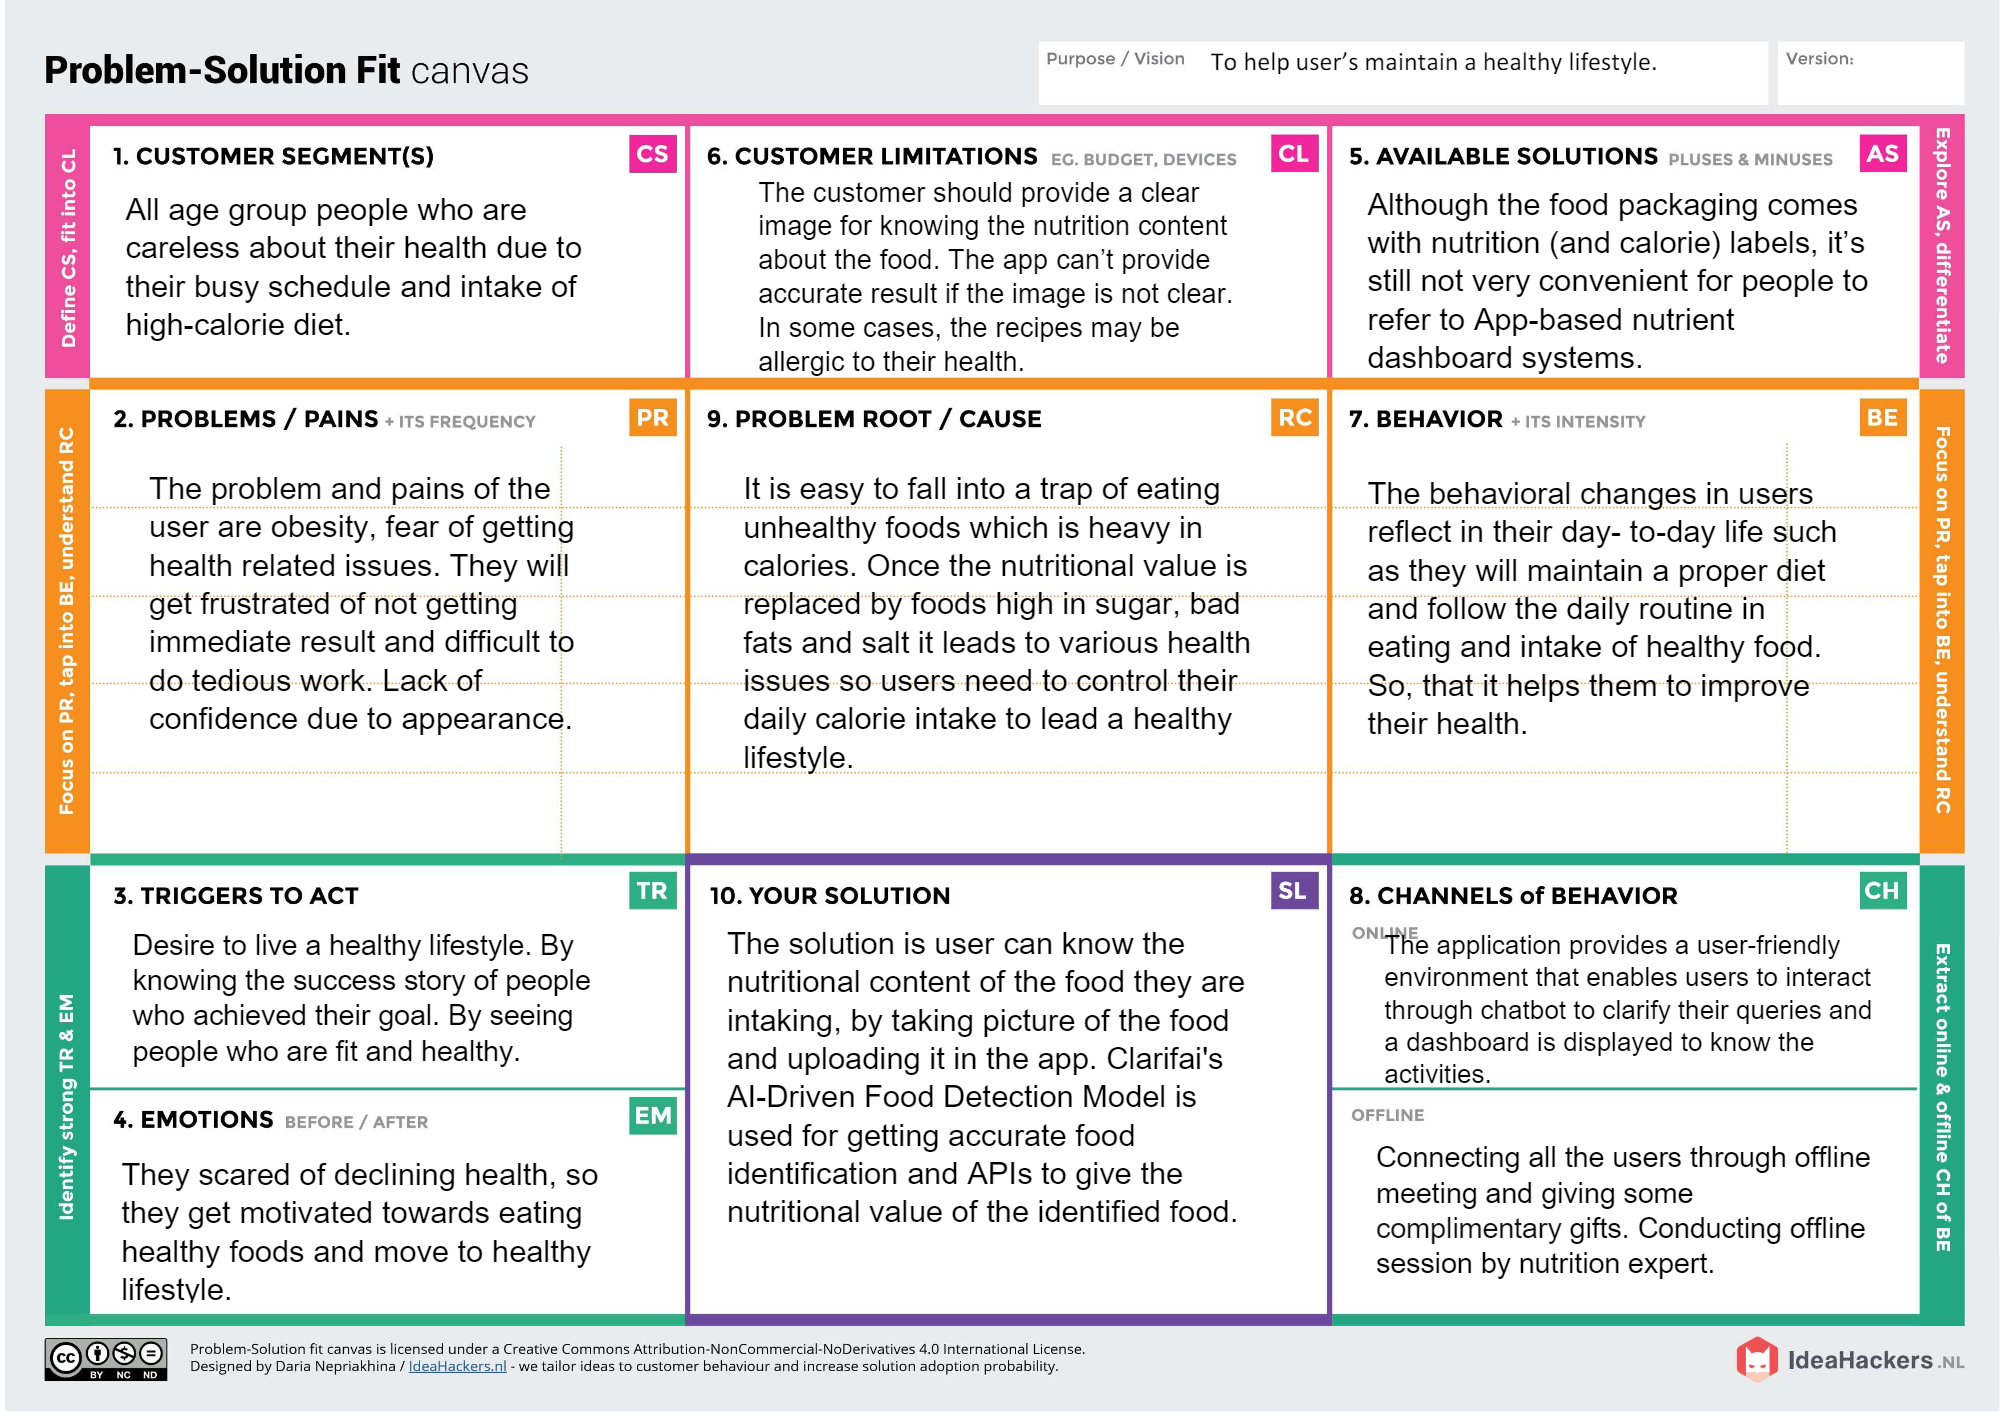 Problem-Solution Fit canvas
Purpose / Vision To help user's maintain a healthy lifestyle.
Version:
Define CS, fit into CL
1. CUSTOMER SEGMENT(S)
CS
All age group people who are
careless about their health due to
their busy schedule and intake of
high-calorie diet.
6. CUSTOMER LIMITATIONS EG. BUDGET, DEVICES
CL
The customer should provide a clear
image for knowing the nutrition content
about the food. The app can't provide
accurate result if the image is not clear.
In some cases, the recipes may be
allergic to their health.
5. AVAILABLE SOLUTIONS PLUSES & MINUSES
AS
Although the food packaging comes
with nutrition (and calorie) labels, it's
still not very convenient for people to
refer to App-based nutrient
dashboard systems.
Explore AS, differentiate
Focus on PR, tap into BE, understand RC
2. PROBLEMS / PAINS + ITS FREQUENCY
PR
The problem and pains of the
user are obesity, fear of getting
health related issues. They will
get frustrated of not getting
immediate result and difficult to
do tedious work. Lack of
confidence due to appearance.
9. PROBLEM ROOT / CAUSE
RC
It is easy to fall into a trap of eating
unhealthy foods which is heavy in
calories. Once the nutritional value is
replaced by foods high in sugar, bad
fats and salt it leads to various health
issues so users need to control their
daily calorie intake to lead a healthy
lifestyle.
7. BEHAVIOR + ITS INTENSITY
BE
The behavioral changes in users
reflect in their day- to-day life such
as they will maintain a proper diet
and follow the daily routine in
eating and intake of healthy food.
So, that it helps them to improve
their health.
Focus on PR, tap into BE, understand RC
Identify strong TR & EM
3. TRIGGERS TO ACT
TR
Desire to live a healthy lifestyle. By
knowing the success story of people
who achieved their goal. By seeing
people who are fit and healthy.
4. EMOTIONS BEFORE / AFTER
EM
They scared of declining health, so
they get motivated towards eating
healthy foods and move to healthy
lifestyle.
10. YOUR SOLUTION
SL
The solution is user can know the
nutritional content of the food they are
intaking, by taking picture of the food
and uploading it in the app. Clarifai's
AI-Driven Food Detection Model is
used for getting accurate food
identification and APIs to give the
nutritional value of the identified food.
8. CHANNELS of BEHAVIOR
CH
ONLINE
The application provides a user-friendly
environment that enables users to interact
through chatbot to clarify their queries and
a dashboard is displayed to know the
activities.
OFFLINE
Connecting all the users through offline
meeting and giving some
complimentary gifts. Conducting offline
session by nutrition expert.
Extract online & offline CH of BE
cc
BY NC ND
Problem-Solution fit canvas is licensed under a Creative Commons Attribution-NonCommercial-NoDerivatives 4.0 International License.
Designed by Daria Nepriakhina / IdeaHackers.nl - we tailor ideas to customer behaviour and increase solution adoption probability.
IdeaHackers.NL